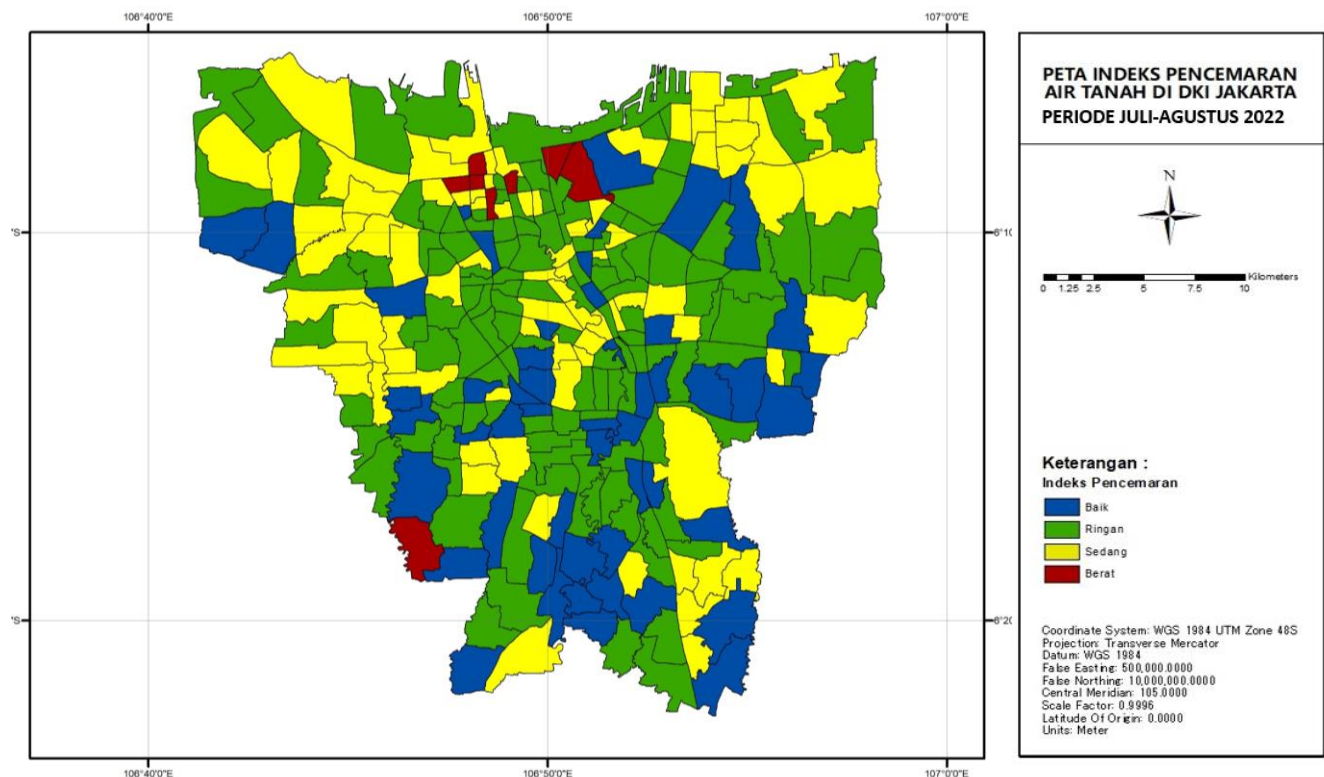 106°40'0"E
106°50'0"E
107°0'0"E
PETA INDEKS PENCEMARAN
AIR TANAH DI DKI JAKARTA
PERIODE JULI-AGUSTUS 2022
N
Kilometers
0 1.25 2.5 5 7.5 10
°S
6°10
Keterangan :
Indeks Pencemaran
Baik
Ringan
Sedang
Berat
°S
6°20
Coordinate System: WGS 1984 UTM Zone 48S
Projection: Transverse Mercator
Datum: WGS 1984
False Easting: 500,000.0000
False Northing: 10,000,000.0000
Central Meridian: 105.0000
Scale Factor: 0.9996
Latitude Of Origin: 0.0000
Units: Meter
106°40'0"E
106°50'0"E
107°0'0"E